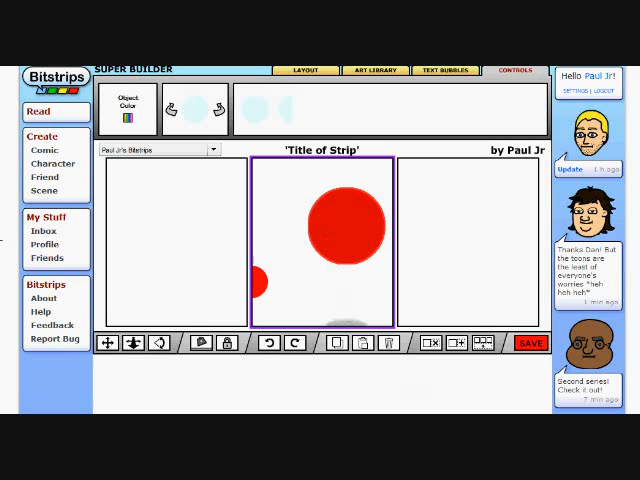 SUPER BUILDER
LAYOUT
ART LIBRARY
TEXT BUBBLES
CONTROLS
Bitstrips
Read
Create
Comic
Character
Friend
Scene
My Stuff
Inbox
Profile
Friends
Bitstrips
About
Help
Feedback
Report Bug
Object
Color
Paul Jr's Bitstrips
'Title of Strip'
by Paul Jr
SAVE
Hello Paul Jr!
SETTINGS | LOGOUT
Update 1 h ago
Thanks Dan! But
the toons are
the least of
everyone's
worries *heh
heh heh*
1 min ago
Second series!
Check it out!
7 min ago